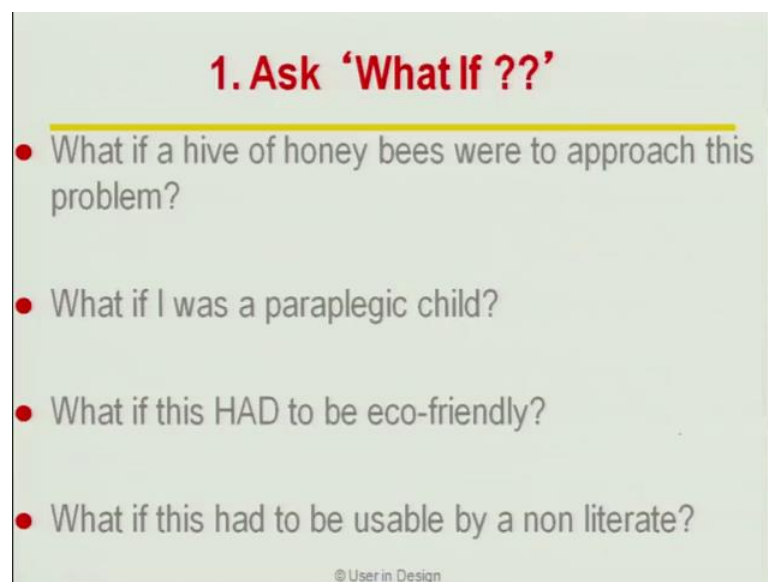 1. Ask ‘What If ??’
● What if a hive of honey bees were to approach this
problem?
● What if I was a paraplegic child?
● What if this HAD to be eco-friendly?
● What if this had to be usable by a non literate?
© User in Design